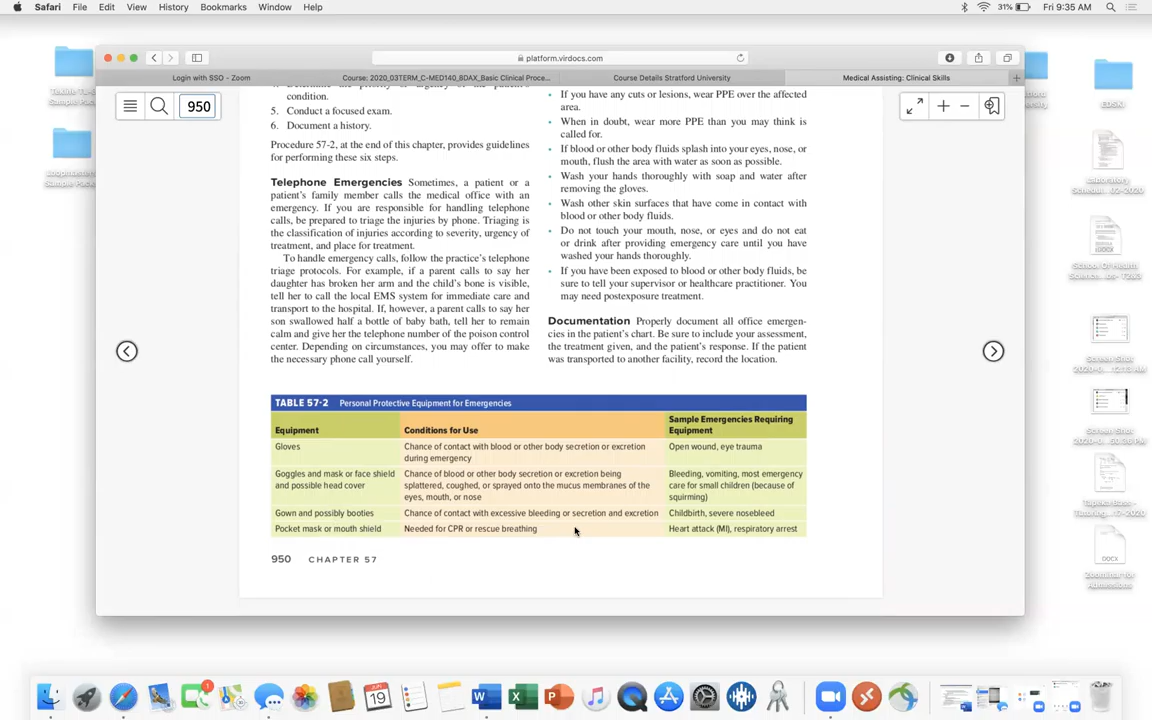 Safari File Edit View History Bookmarks Window Help
31% Fri 9:35 AM
platform.virdocs.com
Login with SSO - Zoom
Course: 2020_03TERM_C-MED140_8DAX_Basic Clinical Proce...
Course Details Stratford University
Medical Assisting: Clinical Skills
950
condition.
5. Conduct a focused exam.
6. Document a history.
Procedure 57-2, at the end of this chapter, provides guidelines
for performing these six steps.
Telephone Emergencies Sometimes, a patient or a
patient's family member calls the medical office with an
emergency. If you are responsible for handling telephone
calls, be prepared to triage the injuries by phone. Triaging is
the classification of injuries according to severity, urgency of
treatment, and place for treatment.
To handle emergency calls, follow the practice's telephone
triage protocols. For example, if a parent calls to say her
daughter has broken her arm and the child's bone is visible,
tell her to call the local EMS system for immediate care and
transport to the hospital. If, however, a parent calls to say her
son swallowed half a bottle of baby bath, tell her to remain
calm and give her the telephone number of the poison control
center. Depending on circumstances, you may offer to make
the necessary phone call yourself.
• If you have any cuts or lesions, wear PPE over the affected
area.
• When in doubt, wear more PPE than you may think is
called for.
• If blood or other body fluids splash into your eyes, nose, or
mouth, flush the area with water as soon as possible.
• Wash your hands thoroughly with soap and water after
removing the gloves.
• Wash other skin surfaces that have come in contact with
blood or other body fluids.
• Do not touch your mouth, nose, or eyes and do not eat
or drink after providing emergency care until you have
washed your hands thoroughly.
• If you have been exposed to blood or other body fluids, be
sure to tell your supervisor or healthcare practitioner. You
may need postexposure treatment.
Documentation Properly document all office emergen-
cies in the patient's chart. Be sure to include your assessment,
the treatment given, and the patient's response. If the patient
was transported to another facility, record the location.
TABLE 57-2 Personal Protective Equipment for Emergencies
Equipment
Conditions for Use
Sample Emergencies Requiring
Equipment
Gloves
Chance of contact with blood or other body secretion or excretion
during emergency
Open wound, eye trauma
Goggles and mask or face shield
and possible head cover
Chance of blood or other body secretion or excretion being
splattered, coughed, or sprayed onto the mucus membranes of the
eyes, mouth, or nose
Bleeding, vomiting, most emergency
care for small children (because of
squirming)
Gown and possibly booties
Chance of contact with excessive bleeding or secretion and excretion
Childbirth, severe nosebleed
Pocket mask or mouth shield
Needed for CPR or rescue breathing
Heart attack (MI), respiratory arrest
950 CHAPTER 57
Sample Pack
Sample Pack
Laboratory
School Of Health
Screen Shot
Screen Shot
DOCX
JUN
19
1